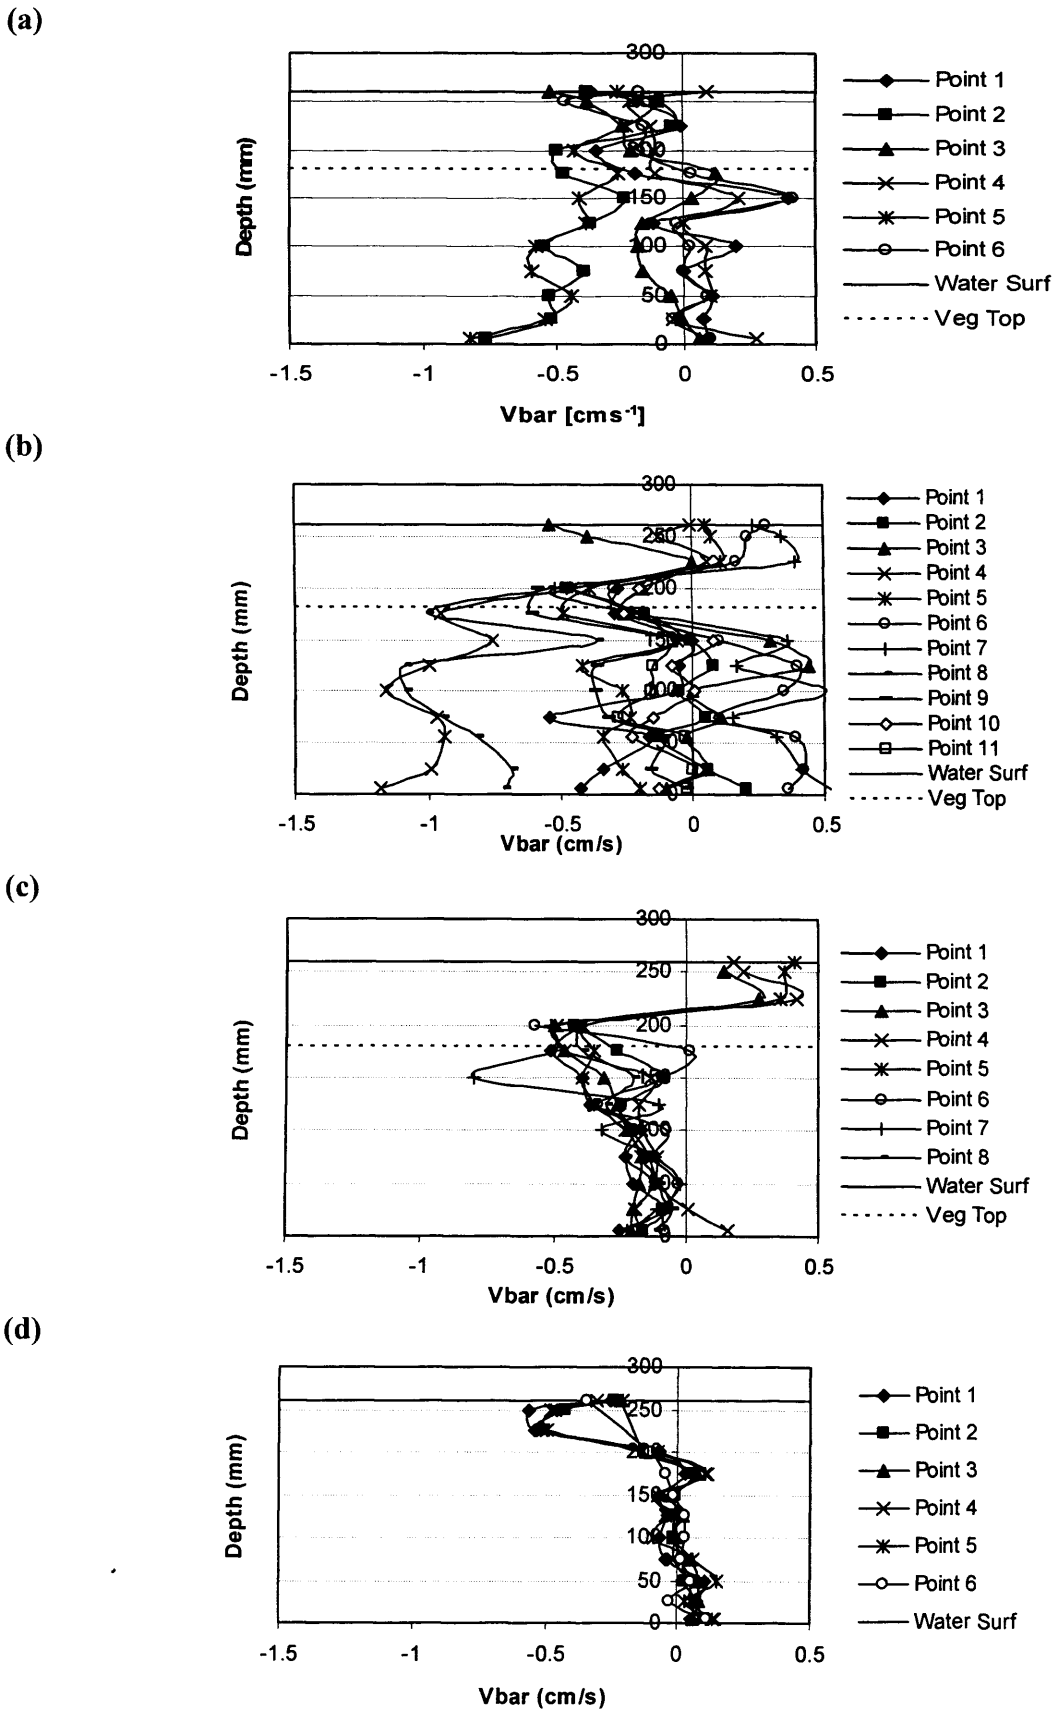 (a)
300
200
150
100
50
0
Depth (mm)
-1.5 -1 -0.5 0 0.5
Vbar [cms⁻¹]
Point 1
Point 2
Point 3
Point 4
Point 5
Point 6
Water Surf
Veg Top
(b)
300
250
200
150
100
0
Depth (mm)
-1.5 -1 -0.5 0 0.5
Vbar (cm/s)
Point 1
Point 2
Point 3
Point 4
Point 5
Point 6
Point 7
Point 8
Point 9
Point 10
Point 11
Water Surf
Veg Top
(c)
300
250
200
0
Depth (mm)
-1.5 -1 -0.5 0 0.5
Vbar (cm/s)
Point 1
Point 2
Point 3
Point 4
Point 5
Point 6
Point 7
Point 8
Water Surf
Veg Top
(d)
300
250
200
150
100
50
0
Depth (mm)
-1.5 -1 -0.5 0 0.5
Vbar (cm/s)
Point 1
Point 2
Point 3
Point 4
Point 5
Point 6
Water Surf